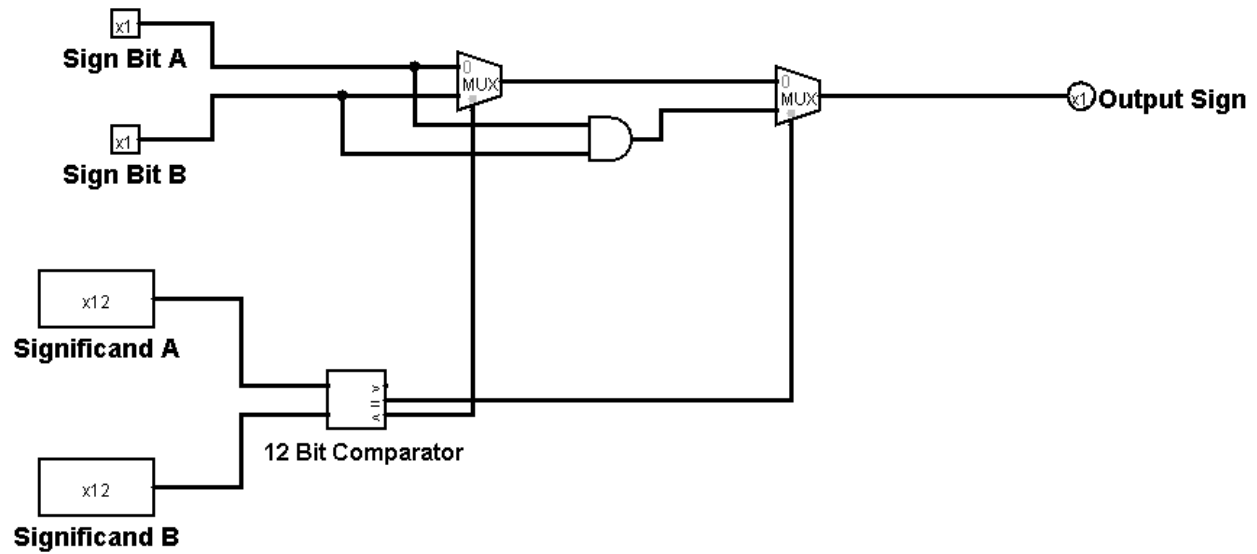 x1
Sign Bit A
0
MUX
0
MUX
x1
Output Sign
x1
Sign Bit B
x12
Significand A
>
=
<
12 Bit Comparator
x12
Significand B